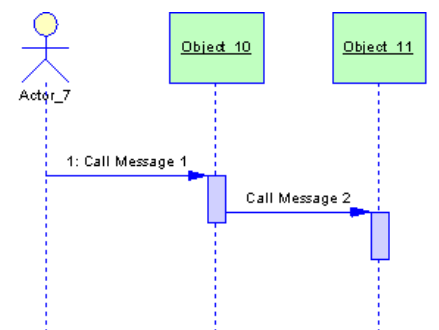 Object_10
Object_11
Actor_7
1: Call Message 1
Call Message 2